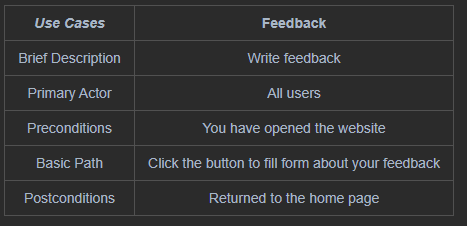 Use Cases Feedback
Brief Description Write feedback
Primary Actor All users
Preconditions You have opened the website
Basic Path Click the button to fill form about your feedback
Postconditions Returned to the home page